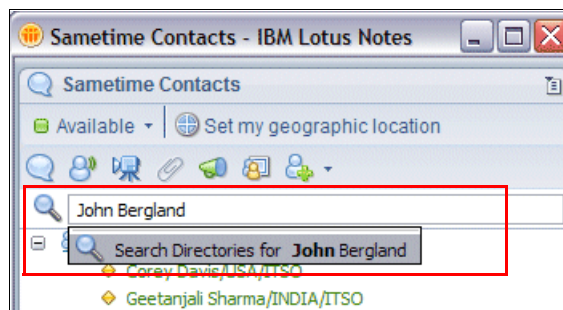 Sametime Contacts - IBM Lotus Notes
Sametime Contacts
Available
Set my geographic location
John Bergland
Search Directories for John Bergland
Corey Davis/USA/ITSO
Geetanjali Sharma/INDIA/ITSO